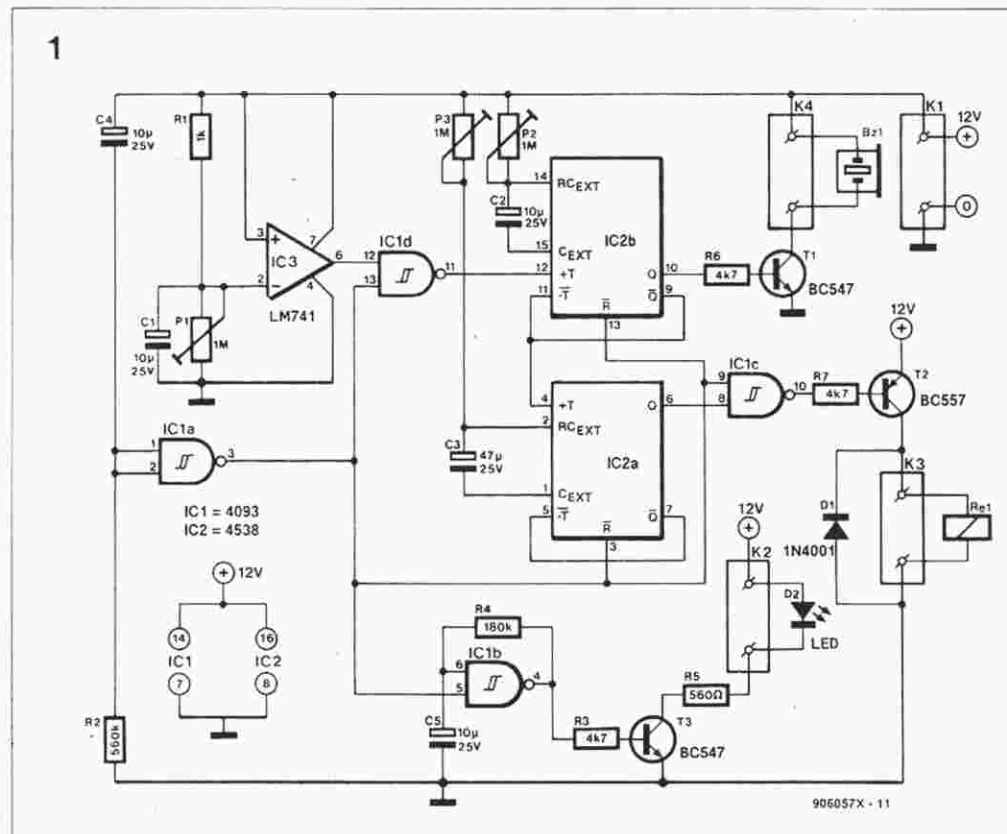 1
C4
10µ
25V
R1
1k
3
+
7
IC3
6
2
−
4
LM741
C1
10µ
25V
P1
1M
P3
1M
P2
1M
C2
10µ
25V
14
RCEXT
15
CEXT
IC2b
12
+T
11
-T
Q
10
Q
9
R
13
IC1d
12
13
11
K4
Bz1
K1
12V
+
0
R6
4k7
T1
BC547
4
+T
Q
6
2
RCEXT
IC2a
C3
47µ
25V
1
CEXT
5
-T
Q
7
R
3
IC1c
9
8
10
R7
4k7
12V
+
T2
BC557
IC1a
1
2
3
IC1 = 4093
IC2 = 4538
+
12V
14
16
IC1
IC2
7
8
R2
560k
R4
180k
IC1b
6
5
4
C5
10µ
25V
R3
4k7
T3
BC547
R5
560Ω
12V
+
K2
D2
LED
D1
1N4001
K3
Re1
906057X - 11